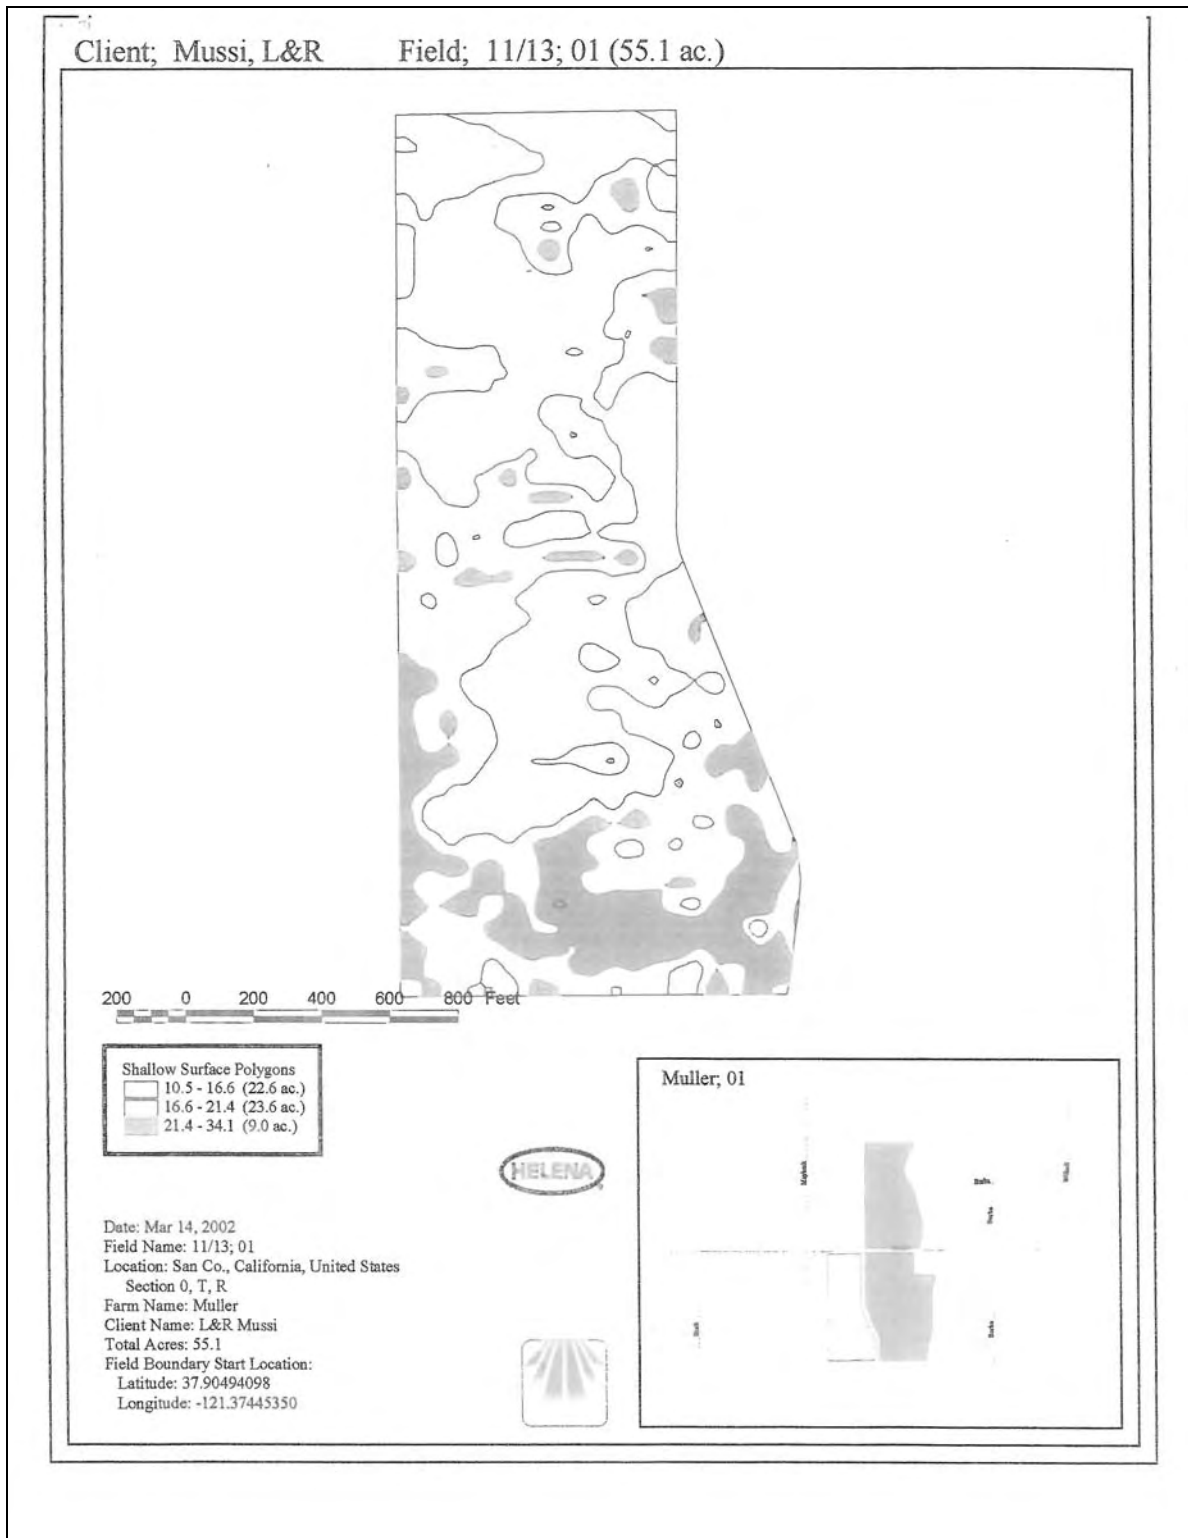 Client; Mussi, L&R Field; 11/13; 01 (55.1 ac.)
200 0 200 400 600 800 Feet
Shallow Surface Polygons
10.5 - 16.6 (22.6 ac.)
16.6 - 21.4 (23.6 ac.)
21.4 - 34.1 (9.0 ac.)
HELENA
Date: Mar 14, 2002
Field Name: 11/13; 01
Location: San Co., California, United States
Section 0, T, R
Farm Name: Muller
Client Name: L&R Mussi
Total Acres: 55.1
Field Boundary Start Location:
Latitude: 37.90494098
Longitude: -121.37445350
Muller; 01